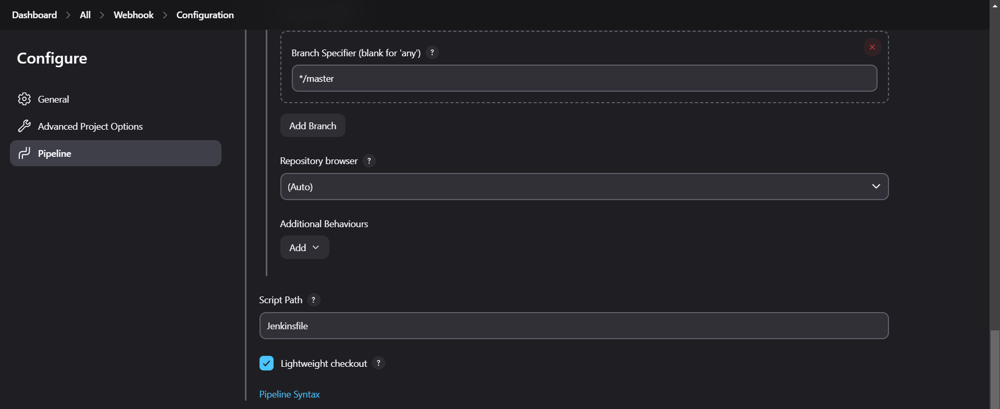 Dashboard > All > Webhook > Configuration
Configure
General
Advanced Project Options
Pipeline
Branch Specifier (blank for 'any') ?
*/master
Add Branch
Repository browser ?
(Auto)
Additional Behaviours
Add
Script Path ?
Jenkinsfile
Lightweight checkout ?
Pipeline Syntax